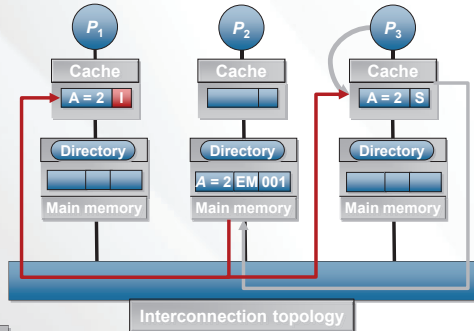 P1 P2 P3
Cache Cache Cache
A = 2 I A = 2 S
Directory Directory Directory
A = 2 EM 001
Main memory Main memory Main memory
Interconnection topology